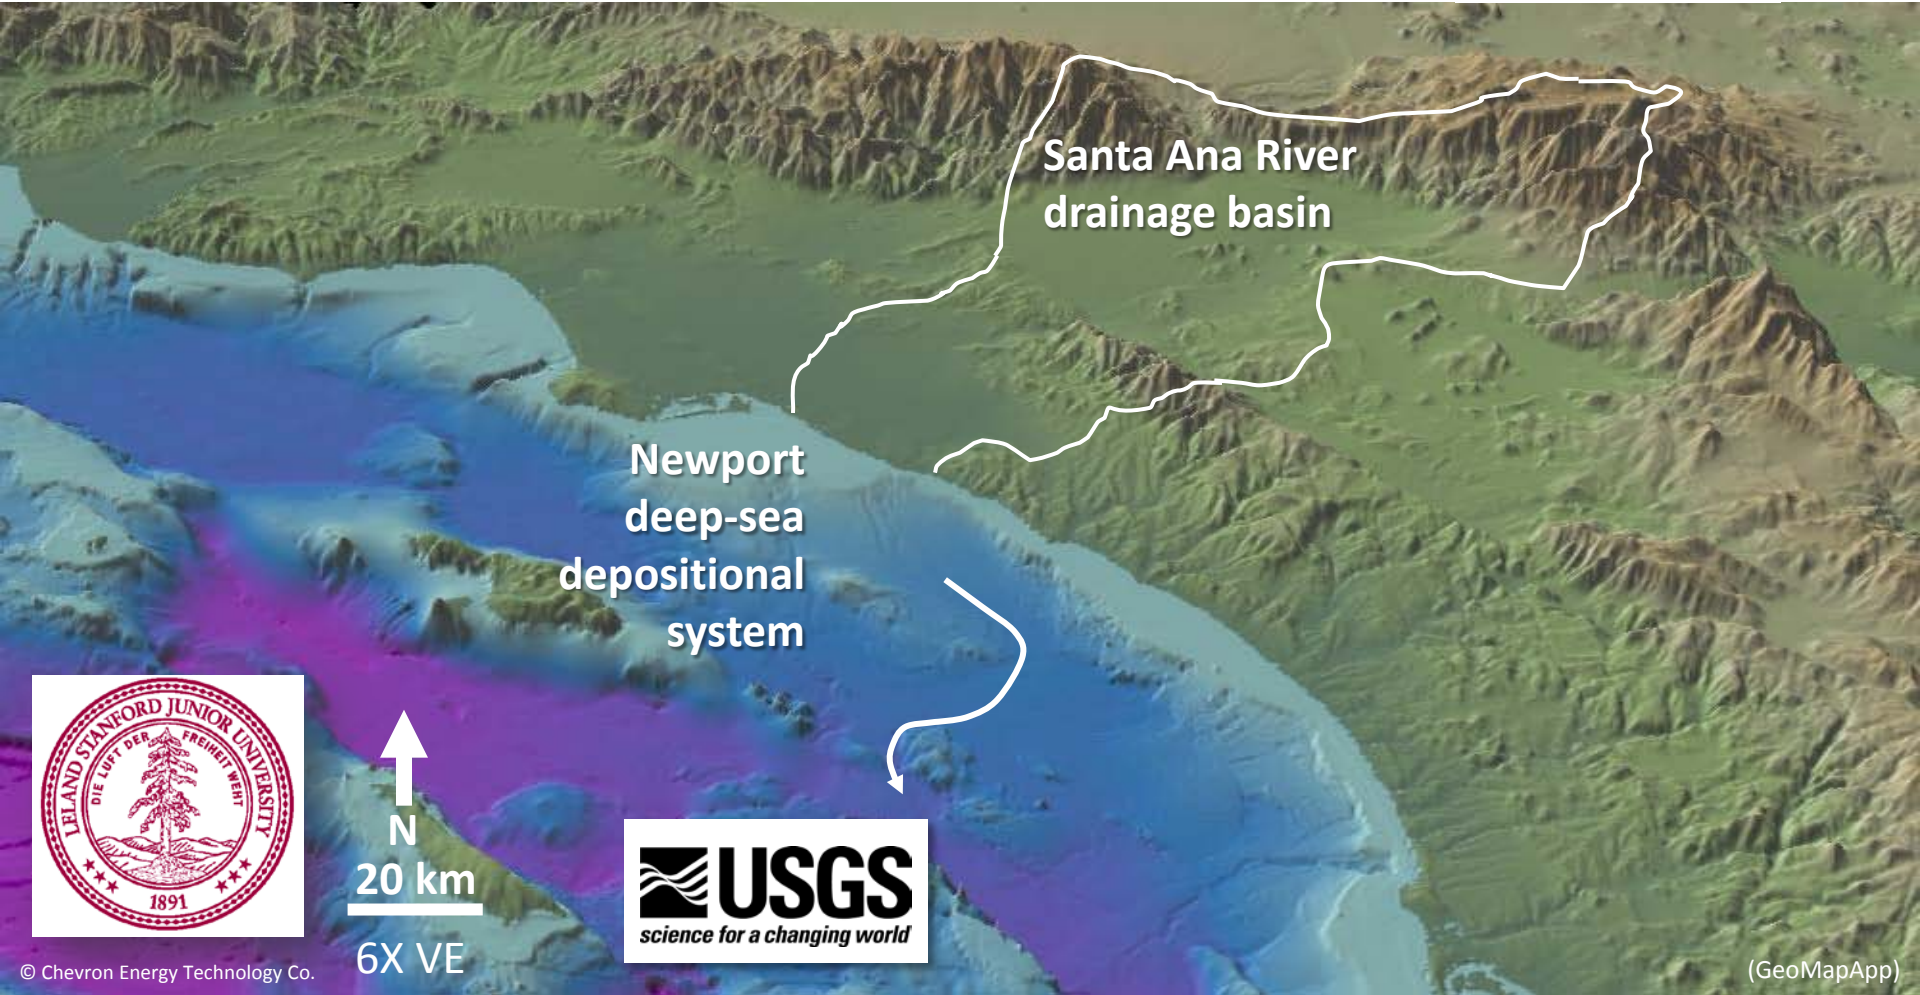 Santa Ana River
drainage basin
Newport
deep-sea
depositional
system
LELAND STANFORD JUNIOR UNIVERSITY
DIE LUFT DER FREIHEIT WEHT
1891
N
20 km
6X VE
USGS
science for a changing world
© Chevron Energy Technology Co.
(GeoMapApp)